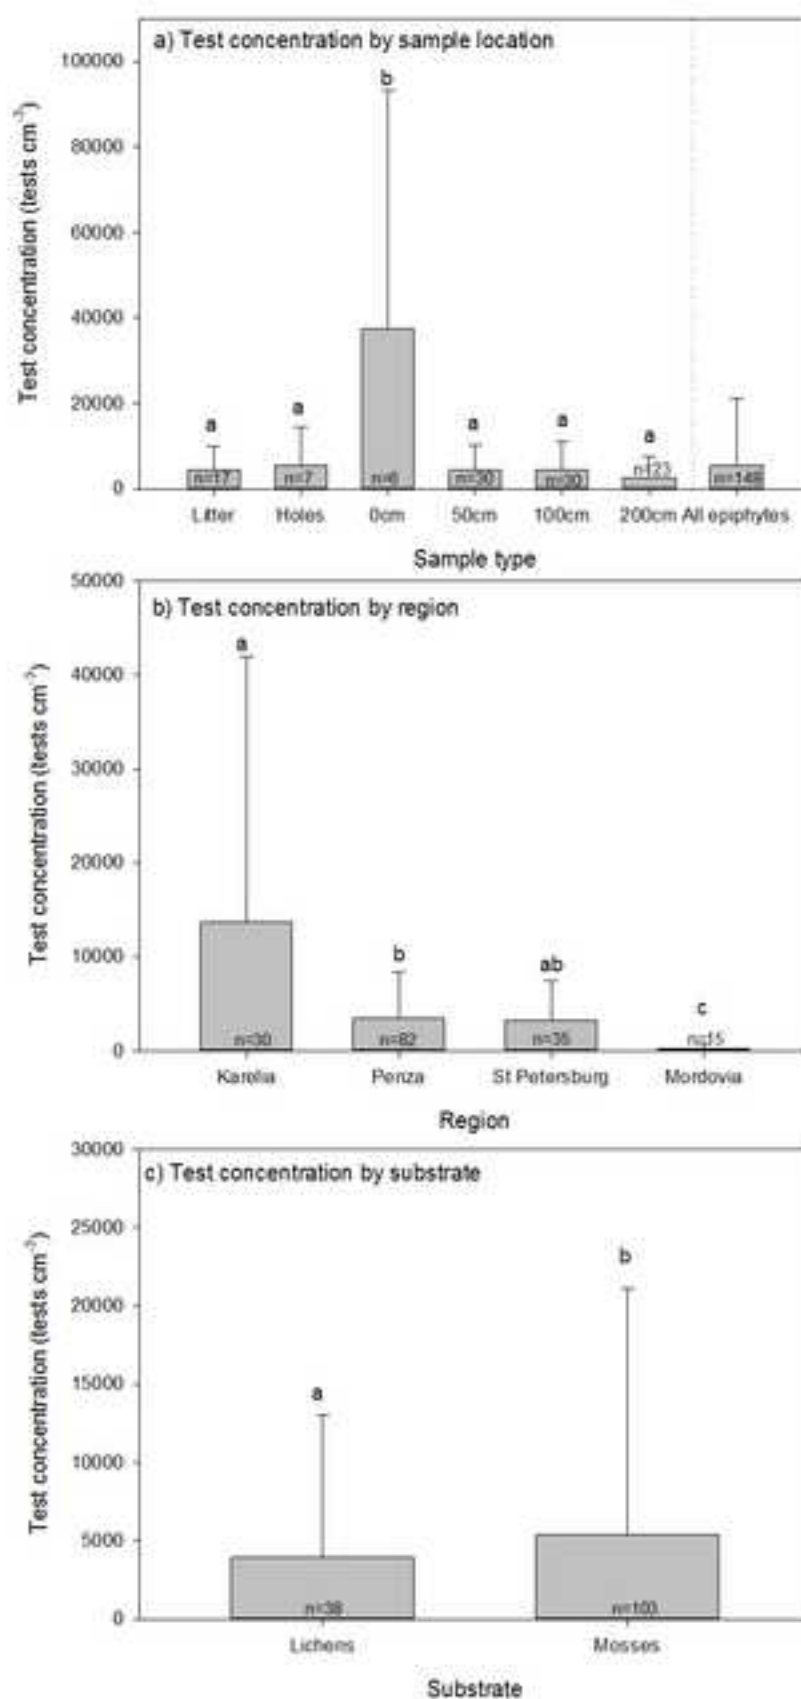 a) Test concentration by sample location
Test concentration (tests cm-3)
100000
80000
60000
40000
20000
0
a
a
b
a
a
a
n=17
n=7
n=30
n=30
n=23
n=148
Litter
Holes
0cm
50cm
100cm
200cm
All epiphytes
Sample type
b) Test concentration by region
Test concentration (tests cm-3)
50000
40000
30000
20000
10000
0
a
b
ab
c
n=30
n=82
n=35
n=15
Karelia
Penza
St Petersburg
Mordovia
Region
c) Test concentration by substrate
Test concentration (tests cm-3)
30000
25000
20000
15000
10000
5000
0
a
b
n=38
n=103
Lichens
Mosses
Substrate